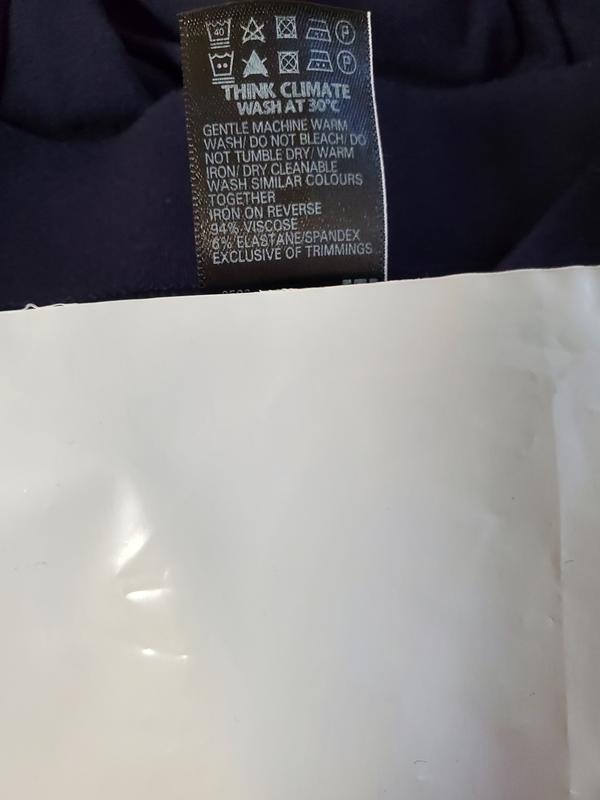 40
P
P
THINK CLIMATE
WASH AT 30°C
GENTLE MACHINE WARM
WASH/ DO NOT BLEACH/ DO
NOT TUMBLE DRY/ WARM
IRON/ DRY CLEANABLE
WASH SIMILAR COLOURS
TOGETHER
IRON ON REVERSE
94% VISCOSE
6% ELASTANE/SPANDEX
EXCLUSIVE OF TRIMMINGS